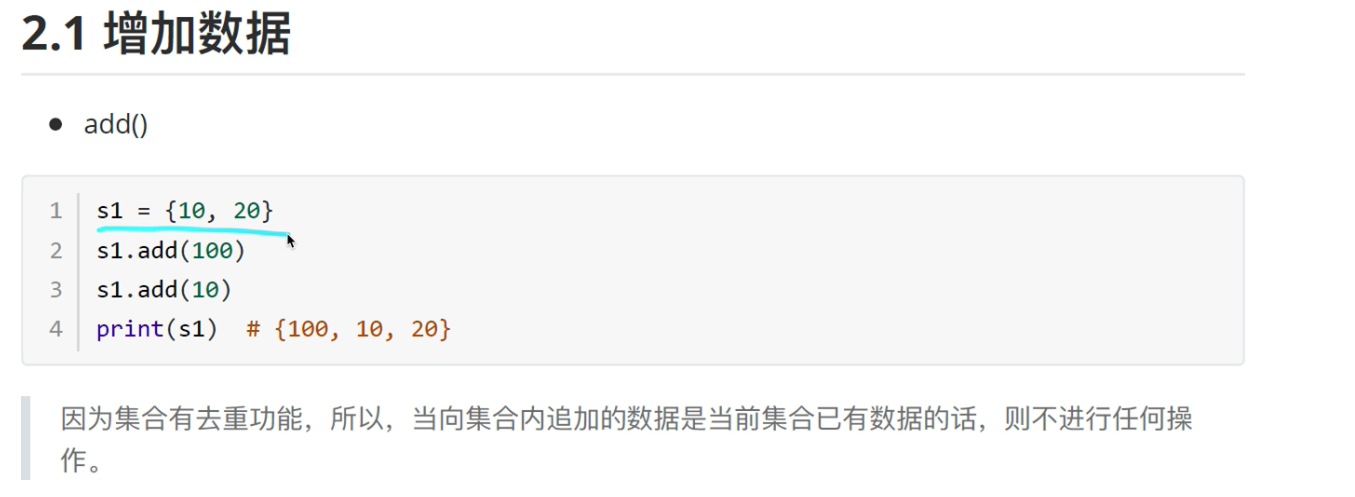 2.1 增加数据
add()
1 s1 = {10, 20}
2 s1.add(100)
3 s1.add(10)
4 print(s1)  # {100, 10, 20}
因为集合有去重功能，所以，当向集合内追加的数据是当前集合已有数据的话，则不进行任何操
作。